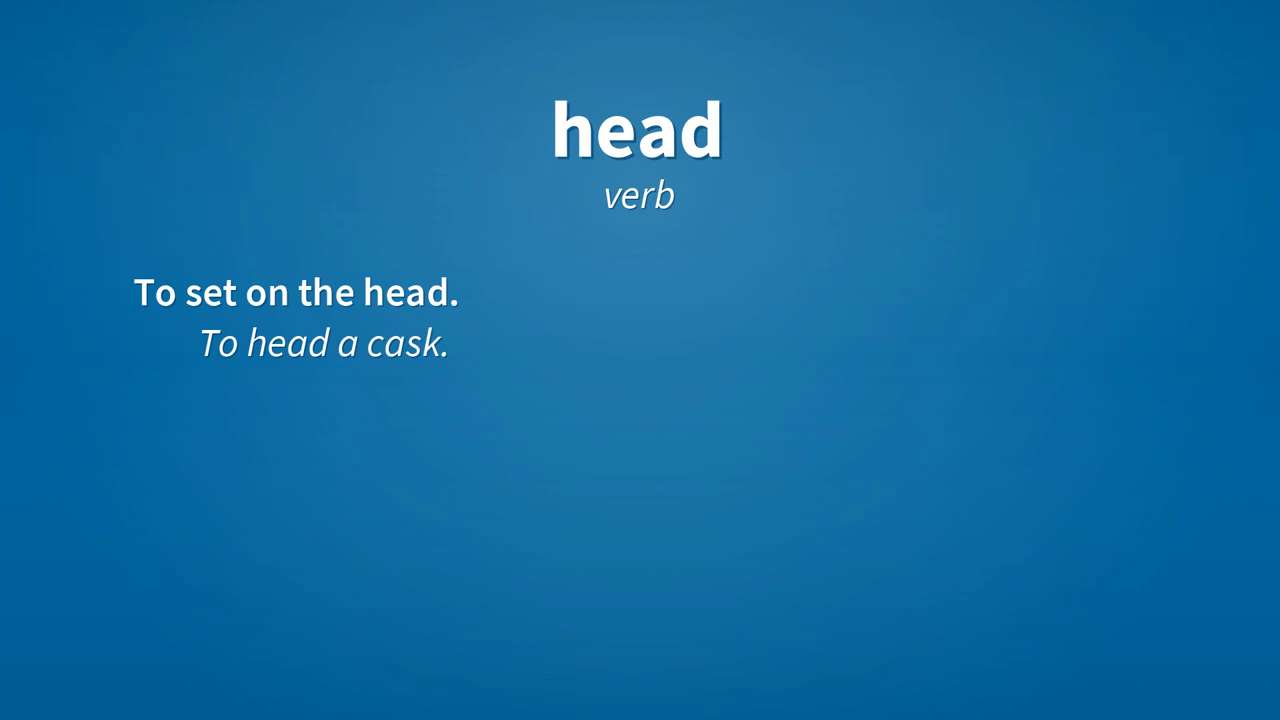 head
verb
To set on the head.
To head a cask.